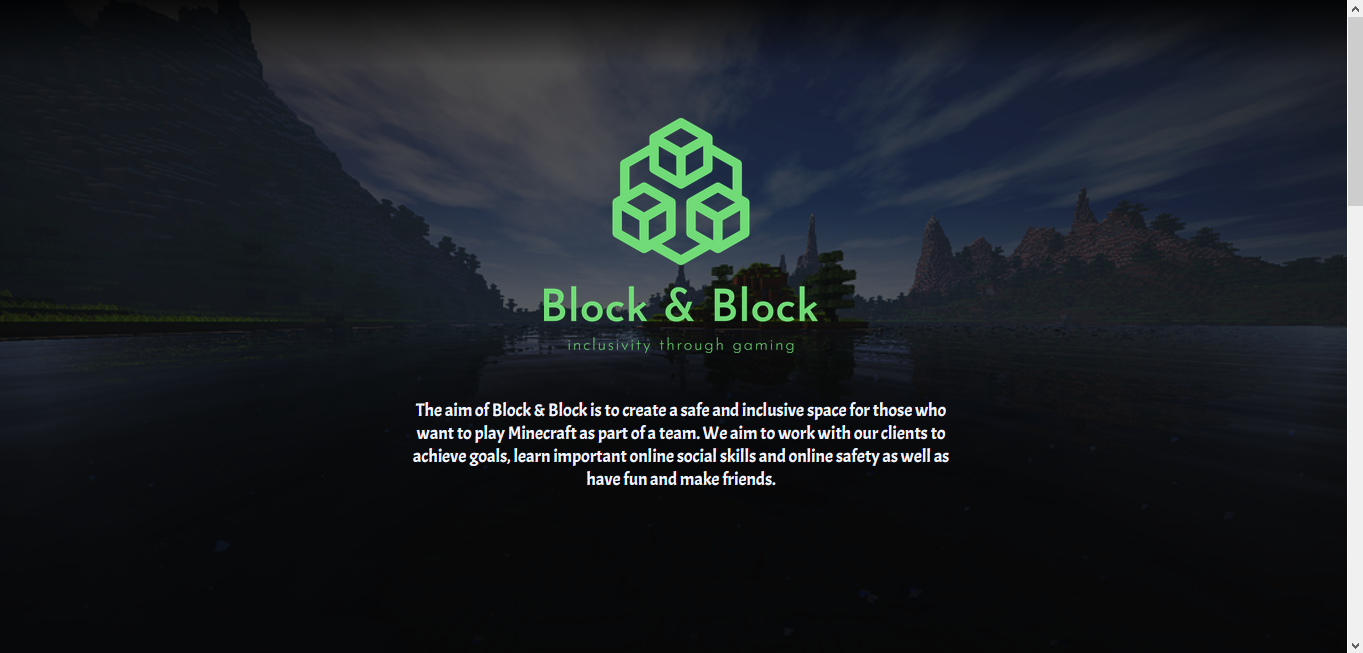 Block & Block
inclusivity through gaming
The aim of Block & Block is to create a safe and inclusive space for those who
want to play Minecraft as part of a team. We aim to work with our clients to
achieve goals, learn important online social skills and online safety as well as
have fun and make friends.